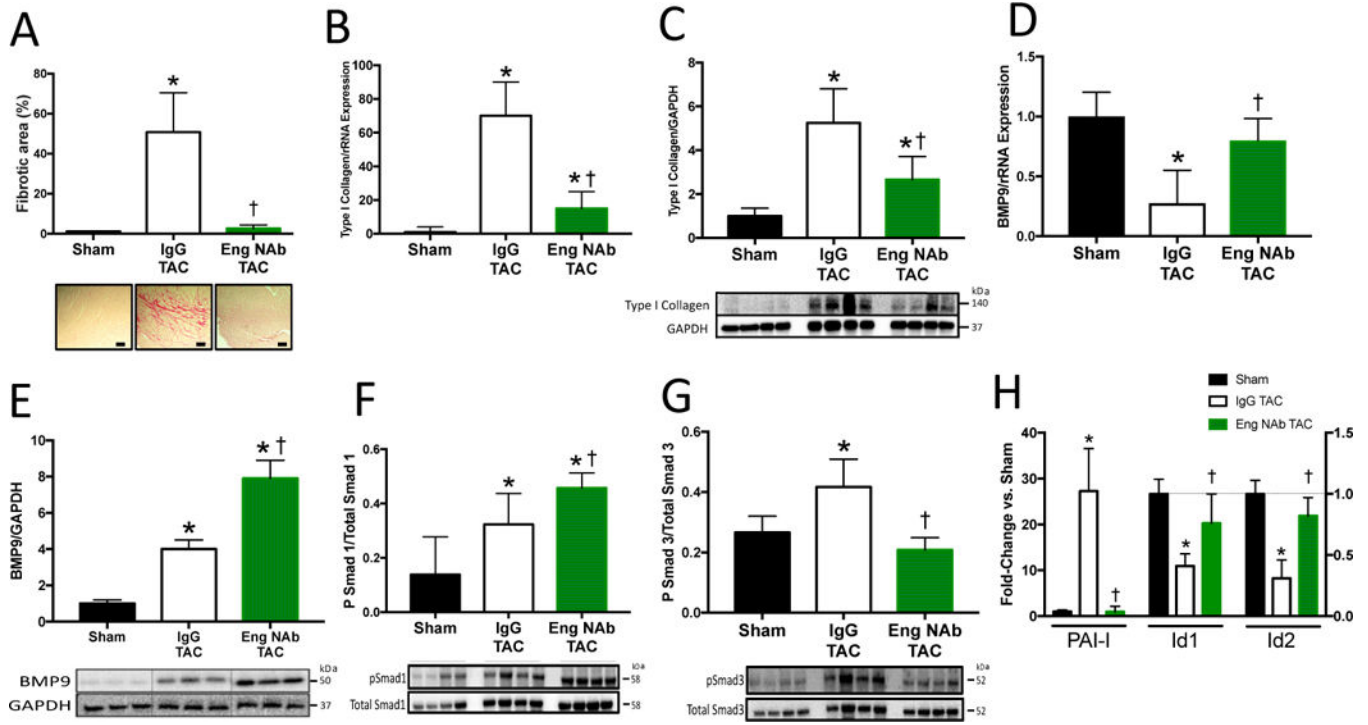 A
Fibrotic area (%)
80
60
40
20
0
*
†
Sham
IgG
TAC
Eng NAb
TAC
B
Type I Collagen/rRNA Expression
100
80
60
40
20
0
*
*†
Sham
IgG
TAC
Eng NAb
TAC
C
Type I Collagen/GAPDH
8
6
4
2
0
*
*†
Sham
IgG
TAC
Eng NAb
TAC
kDa
Type I Collagen
140
GAPDH
37
D
BMP9/rRNA Expression
1.5
1.0
0.5
0.0
*
†
Sham
IgG
TAC
Eng NAb
TAC
E
BMP9/GAPDH
10
8
6
4
2
0
*
*†
Sham
IgG
TAC
Eng NAb
TAC
kDa
BMP9
50
GAPDH
37
F
P Smad 1/Total Smad 1
0.6
0.4
0.2
0.0
*
*†
Sham
IgG
TAC
Eng NAb
TAC
kDa
pSmad1
58
Total Smad1
58
G
P Smad 3/Total Smad 3
0.6
0.4
0.2
0.0
*
†
Sham
IgG
TAC
Eng NAb
TAC
kDa
pSmad3
52
Total Smad3
52
H
Sham
IgG TAC
Eng NAb TAC
Fold-Change vs. Sham
40
30
20
10
0
1.5
1.0
0.5
0.0
*
†
*
†
*
†
PAI-I
Id1
Id2